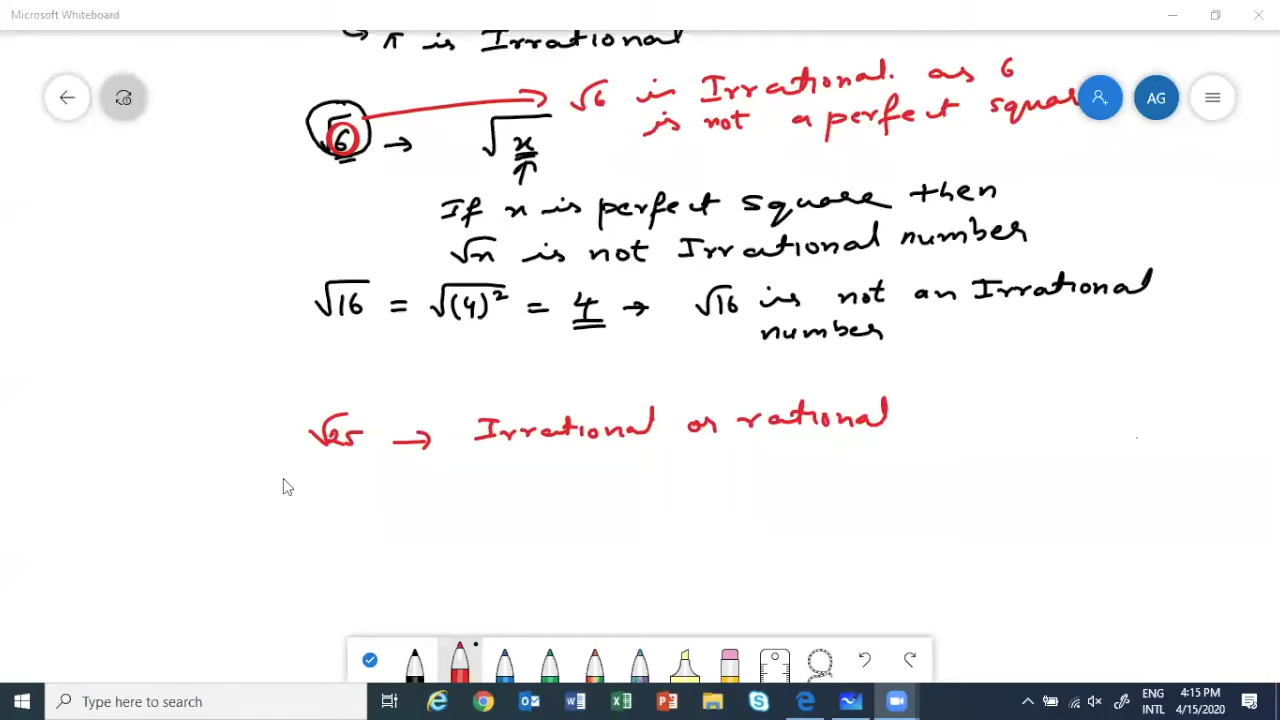 Microsoft Whiteboard
π is Irrational
√6 → √x
√6 is Irrational. as 6
is not a perfect squar
AG
If x is perfect square then
√x is not Irrational number
√16 = √(4)² = 4 → √16 is not an Irrational
number
√25 → Irrational or rational
Type here to search
ENG
INTL
4:15 PM
4/15/2020